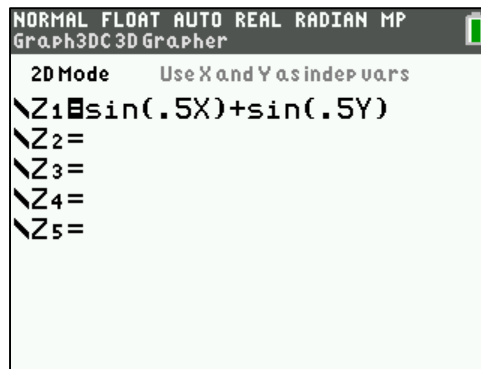 NORMAL FLOAT AUTO REAL RADIAN MP
Graph3DC 3D Grapher
2D Mode Use X and Y as indep vars
\Z1=sin(.5X)+sin(.5Y)
\Z2=
\Z3=
\Z4=
\Z5=